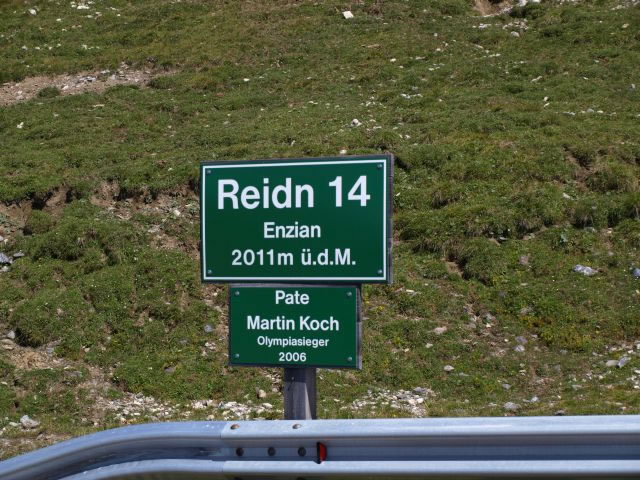 Reidn 14
Enzian
2011m ü.d.M.
Pate
Martin Koch
Olympiasieger
2006